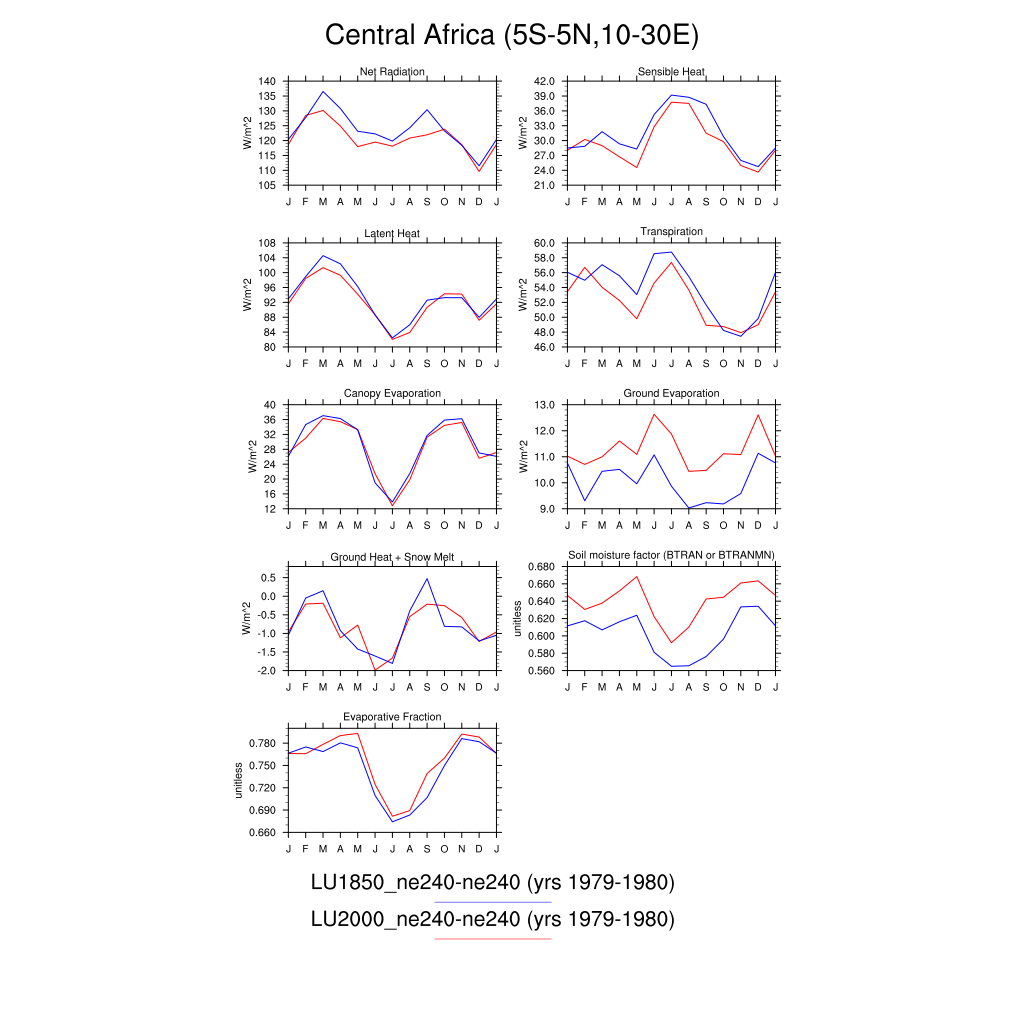 Central Africa (5S-5N,10-30E)
Net Radiation
W/m^2
140
135
130
125
120
115
110
105
J F M A M J J A S O N D J
Sensible Heat
W/m^2
42.0
39.0
36.0
33.0
30.0
27.0
24.0
21.0
J F M A M J J A S O N D J
Latent Heat
W/m^2
108
104
100
96
92
88
84
80
J F M A M J J A S O N D J
Transpiration
W/m^2
60.0
58.0
56.0
54.0
52.0
50.0
48.0
46.0
J F M A M J J A S O N D J
Canopy Evaporation
W/m^2
40
36
32
28
24
20
16
12
J F M A M J J A S O N D J
Ground Evaporation
W/m^2
13.0
12.0
11.0
10.0
9.0
J F M A M J J A S O N D J
Ground Heat + Snow Melt
W/m^2
0.5
0.0
-0.5
-1.0
-1.5
-2.0
J F M A M J J A S O N D J
Soil moisture factor (BTRAN or BTRANMN)
unitless
0.680
0.660
0.640
0.620
0.600
0.580
0.560
J F M A M J J A S O N D J
Evaporative Fraction
unitless
0.780
0.750
0.720
0.690
0.660
J F M A M J J A S O N D J
LU1850_ne240-ne240 (yrs 1979-1980)
LU2000_ne240-ne240 (yrs 1979-1980)